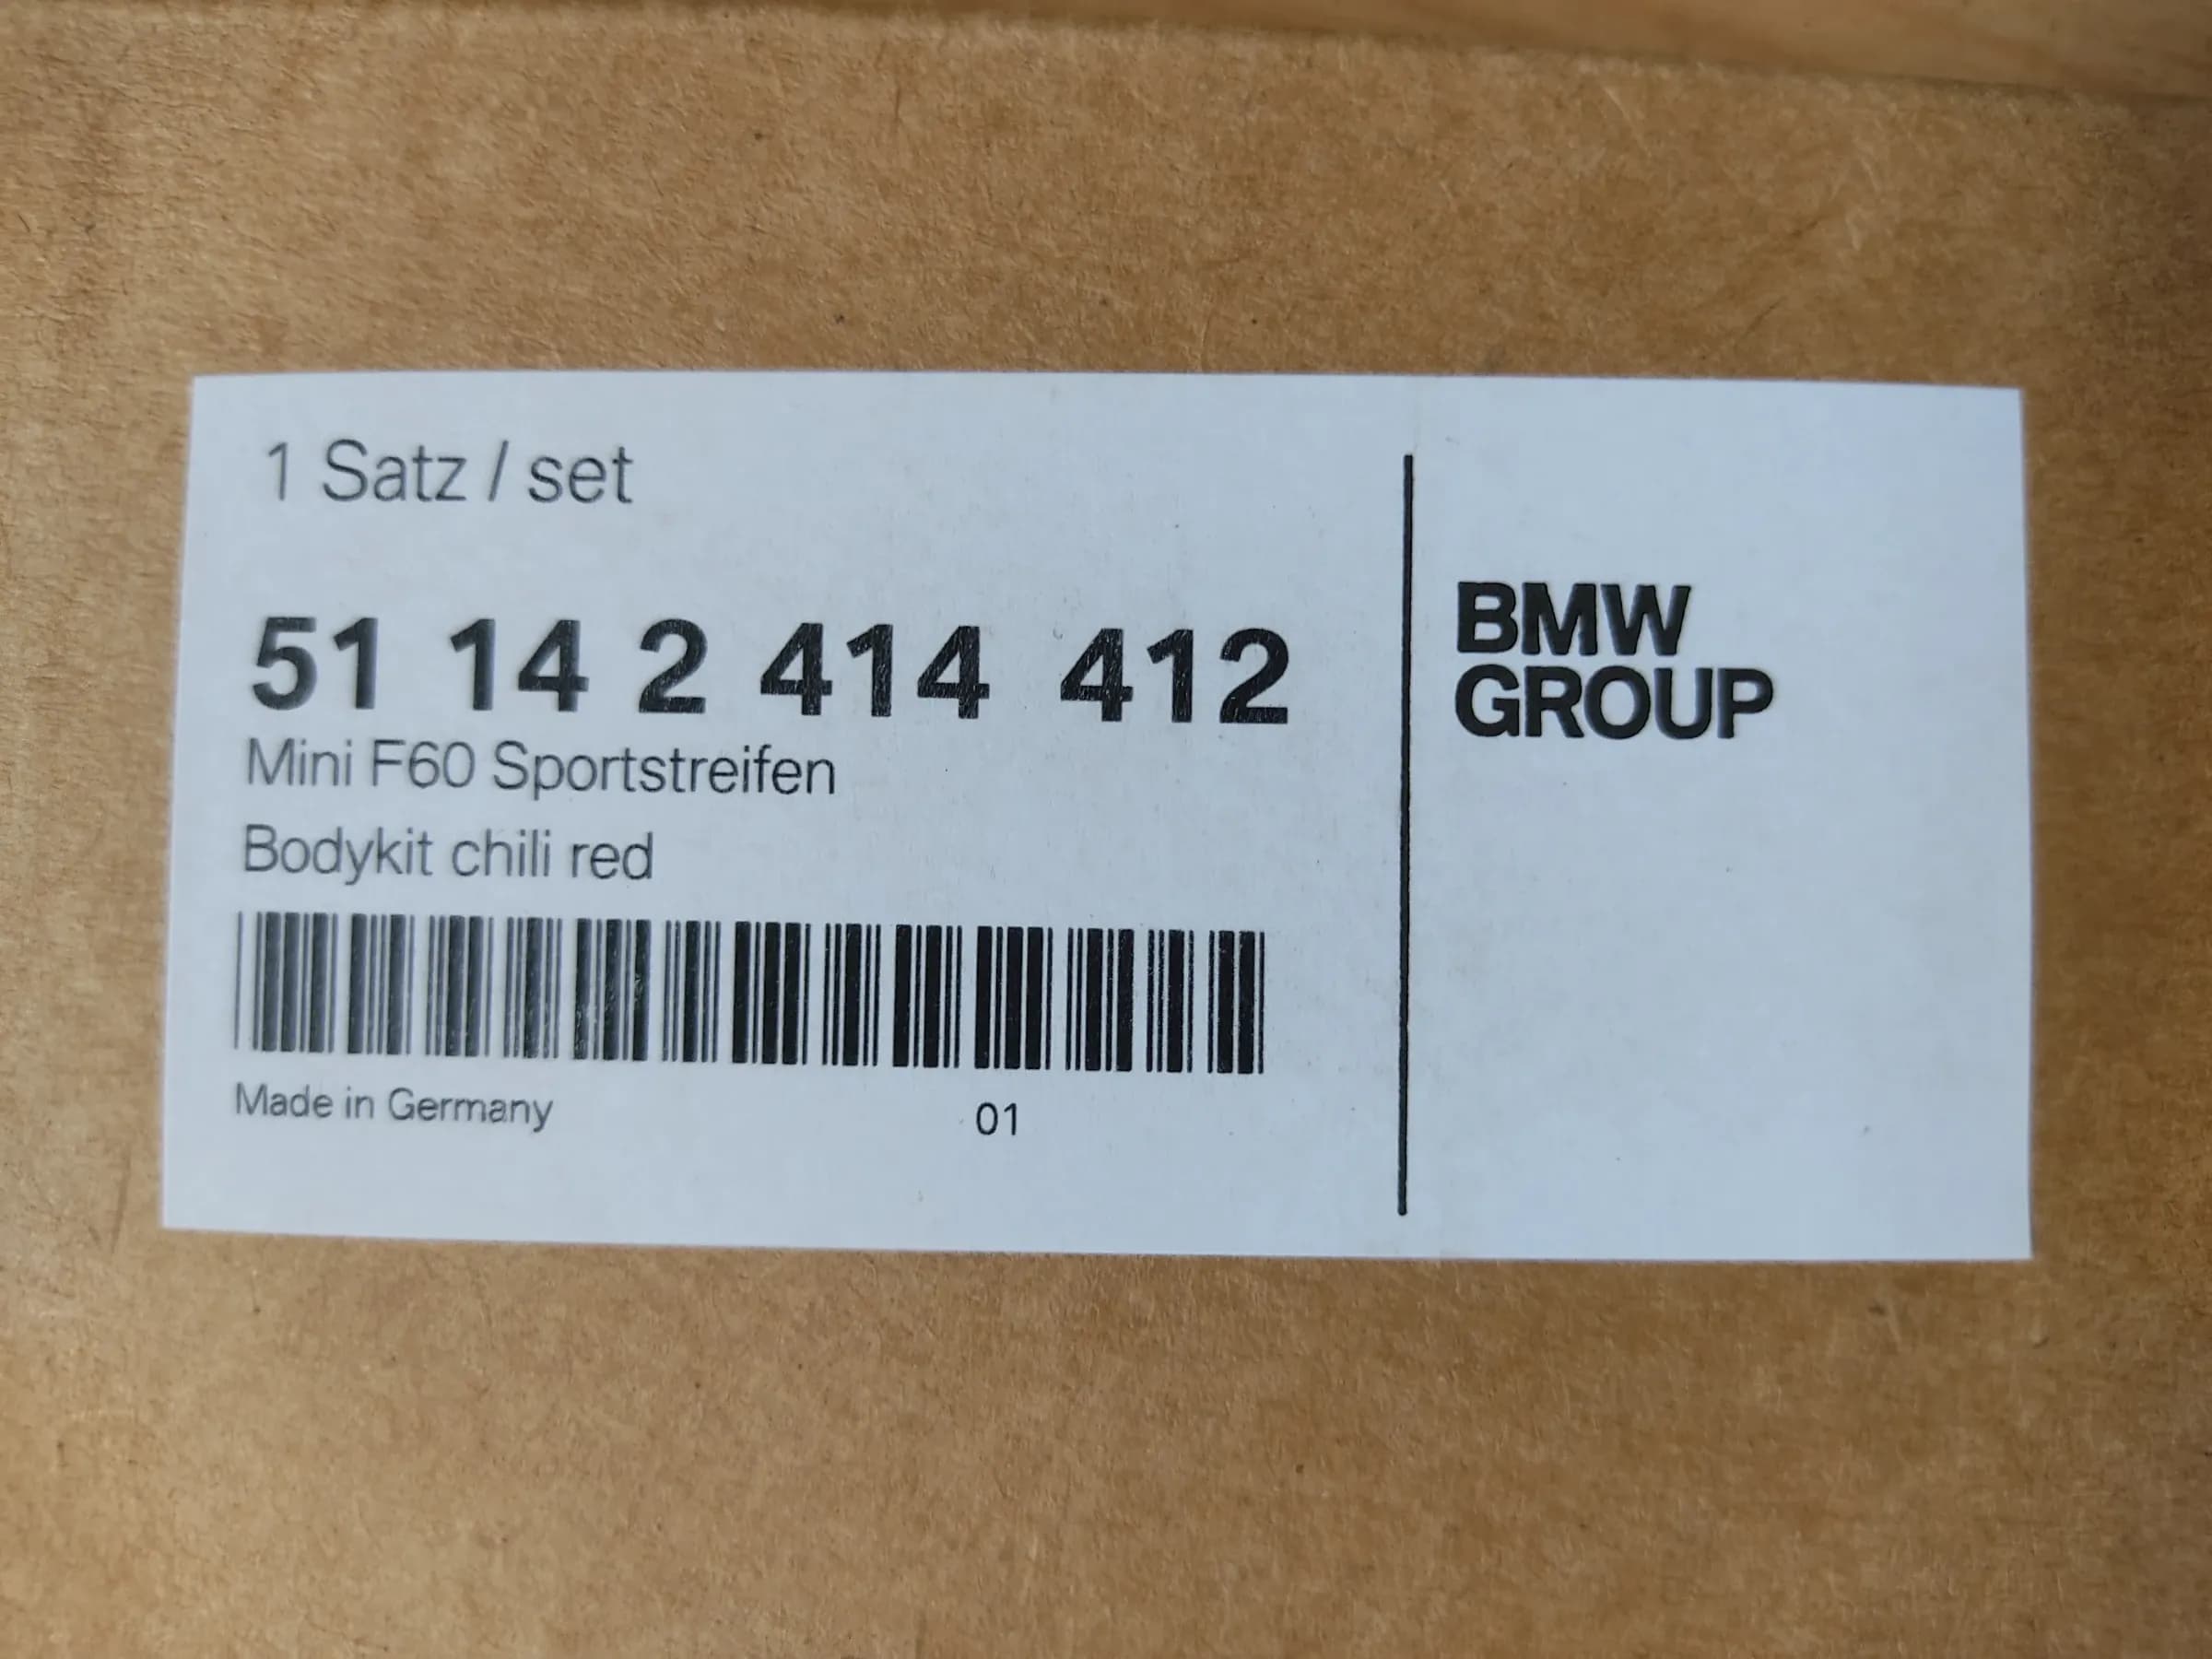 1 Satz / set
51 14 2 414 412
Mini F60 Sportstreifen
Bodykit chili red
Made in Germany 01
BMW
GROUP